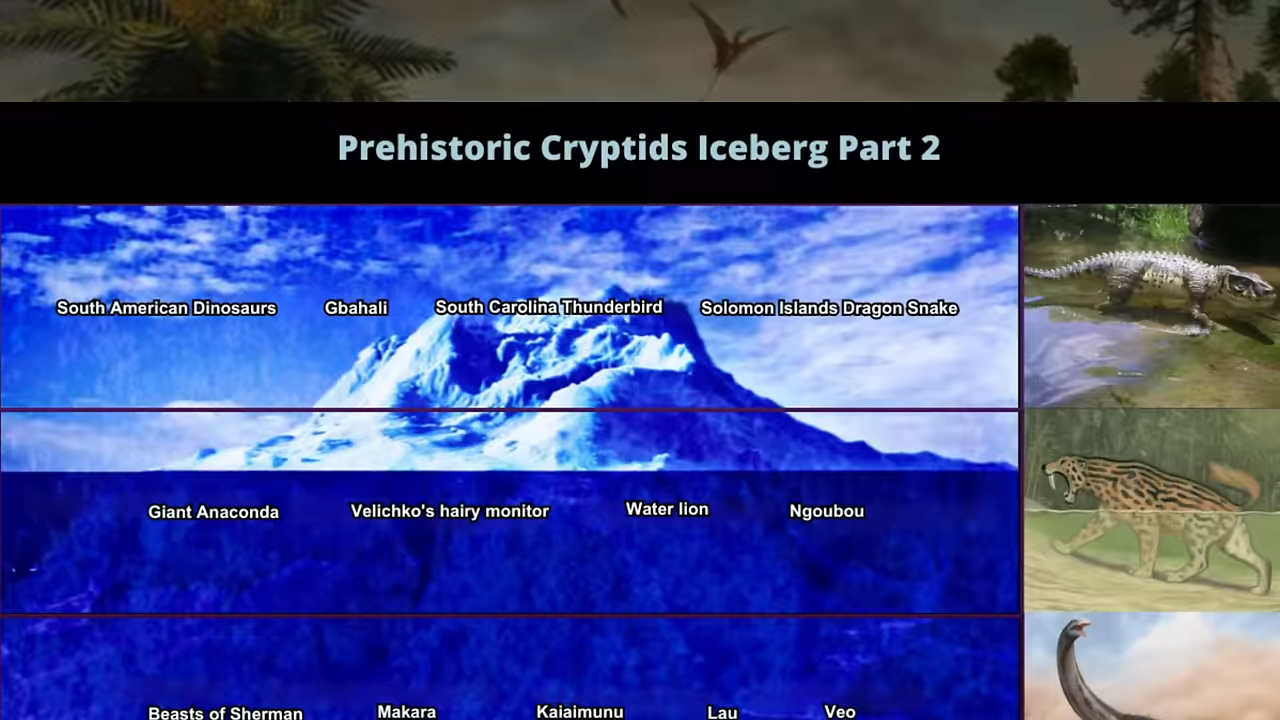 Prehistoric Cryptids Iceberg Part 2
South American Dinosaurs Gbahali South Carolina Thunderbird Solomon Islands Dragon Snake
Giant Anaconda Velichko's hairy monitor Water lion Ngoubou
Beasts of Sherman Makara Kaiaimunu Lau Veo